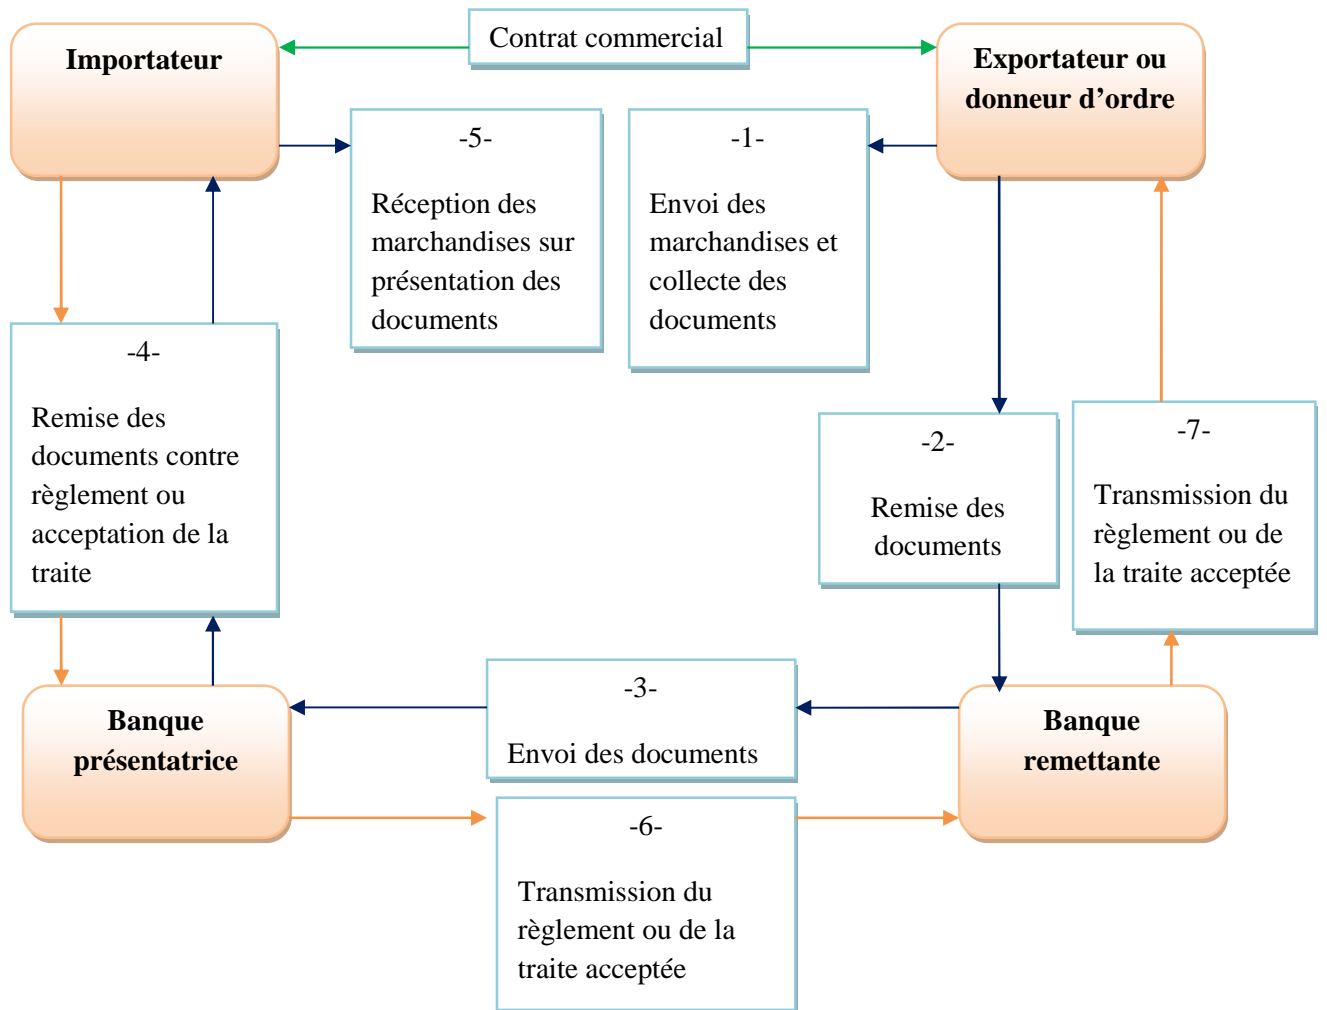 Contrat commercial
Importateur
Exportateur ou
donneur d’ordre
-5-
Réception des
marchandises sur
présentation des
documents
-1-
Envoi des
marchandises et
collecte des
documents
-4-
Remise des
documents contre
règlement ou
acceptation de la
traite
-2-
Remise des
documents
-7-
Transmission du
règlement ou de
la traite acceptée
-3-
Envoi des documents
Banque
présentatrice
Banque
remettante
-6-
Transmission du
règlement ou de la
traite acceptée